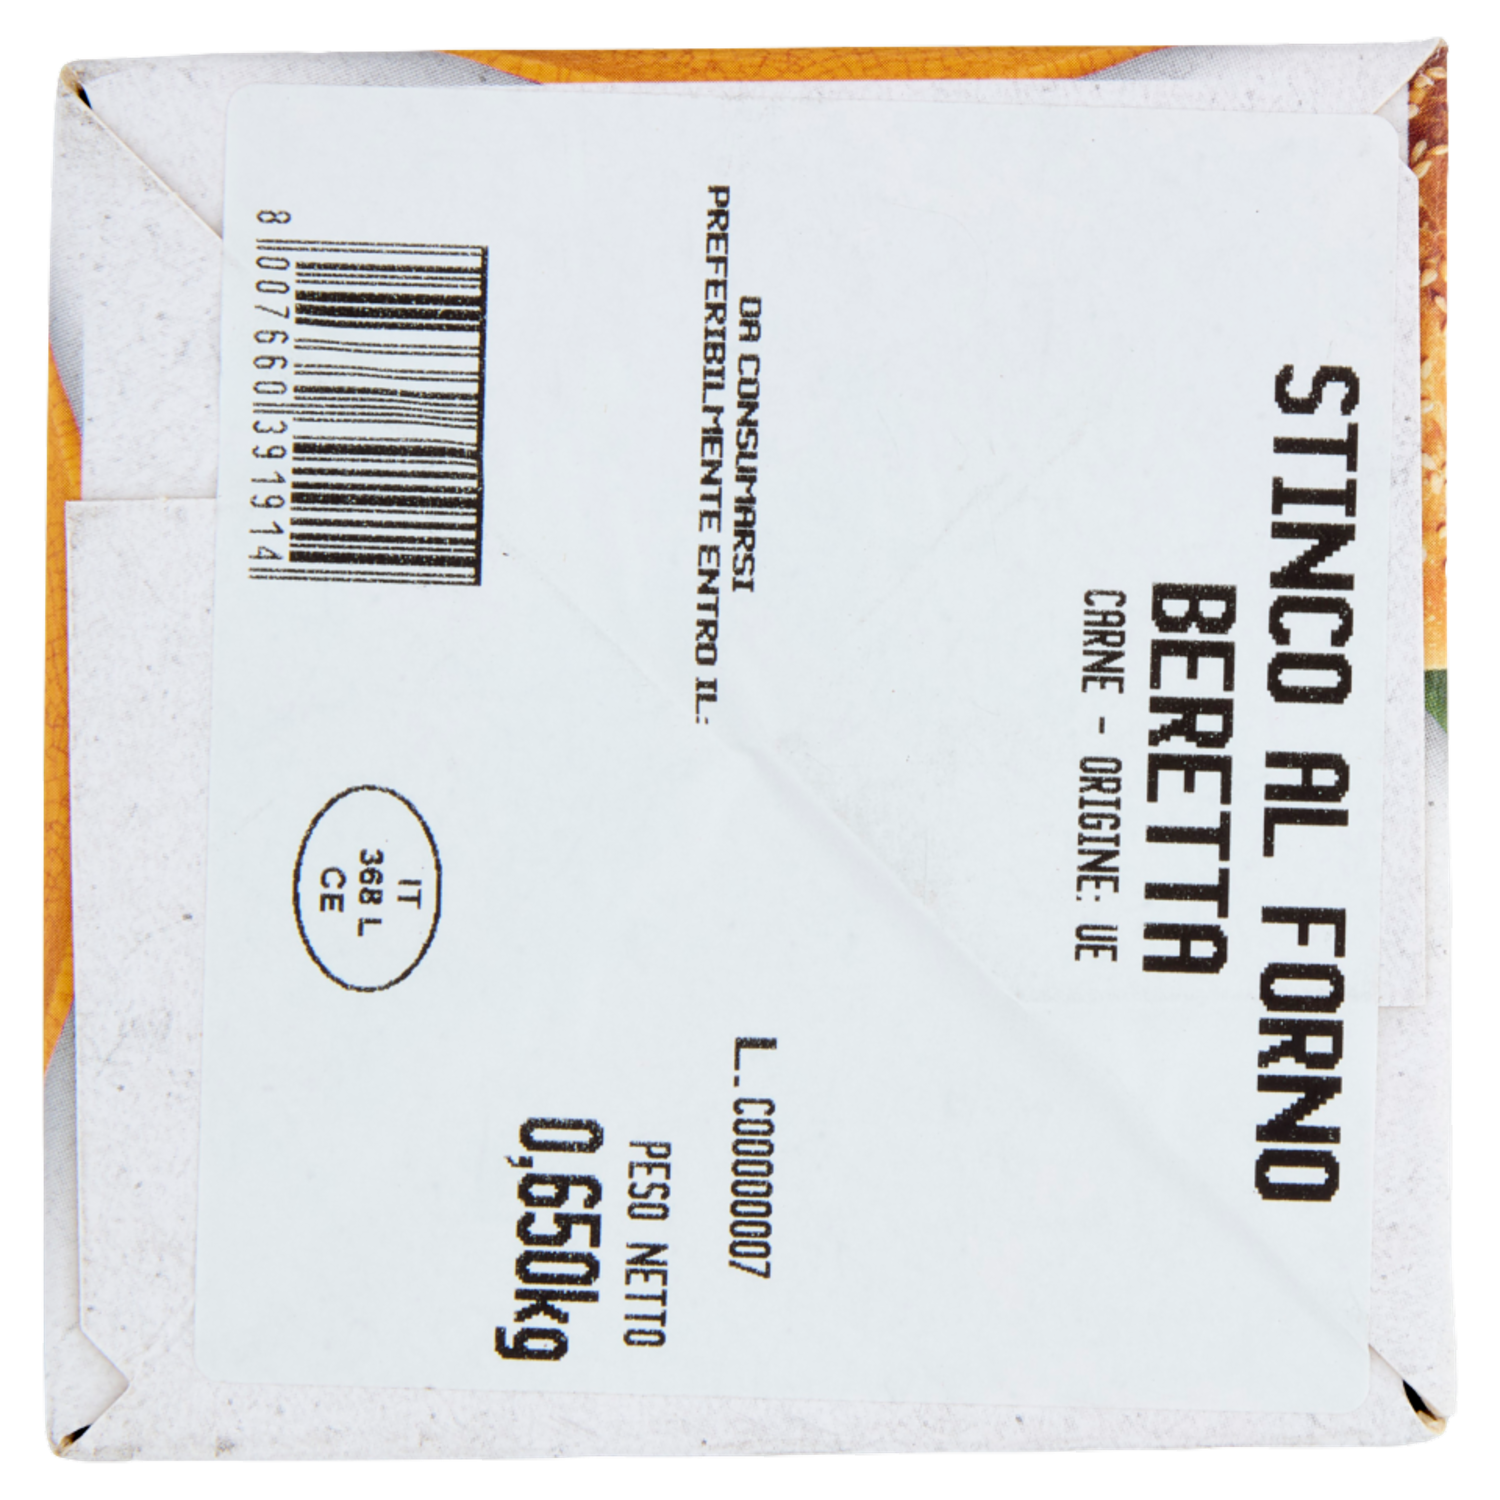 STINCO AL FORNO
BERETTA
CARNE - ORIGINE: UE
DA CONSUMARSI
PREFERIBILMENTE ENTRO IL:
L. C0000007
PESO NETTO
0,650kg
IT
368 L
CE
8 007660 391914